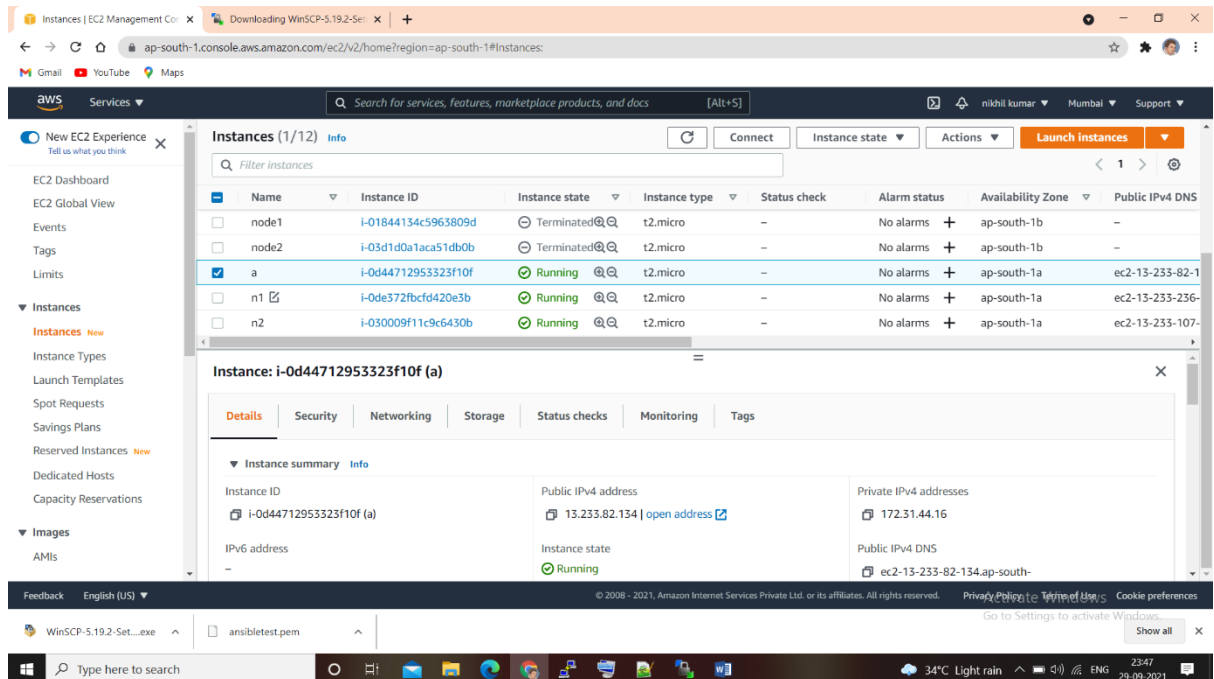 Instances | EC2 Management Cor
Downloading WinSCP-5.19.2-Set
ap-south-1.console.aws.amazon.com/ec2/v2/home?region=ap-south-1#Instances:
Gmail YouTube Maps
aws Services ▼ Search for services, features, marketplace products, and docs [Alt+S] nikhil kumar ▼ Mumbai ▼ Support ▼
New EC2 Experience
Tell us what you think
EC2 Dashboard
EC2 Global View
Events
Tags
Limits
▼ Instances
Instances New
Instance Types
Launch Templates
Spot Requests
Savings Plans
Reserved Instances New
Dedicated Hosts
Capacity Reservations
▼ Images
AMIs
Instances (1/12) Info Connect Instance state ▼ Actions ▼ Launch instances ▼
Filter instances 1
Name Instance ID Instance state Instance type Status check Alarm status Availability Zone Public IPv4 DNS
node1 i-01844134c5963809d Terminated t2.micro – No alarms + ap-south-1b –
node2 i-03d1d0a1aca51db0b Terminated t2.micro – No alarms + ap-south-1b –
a i-0d44712953323f10f Running t2.micro – No alarms + ap-south-1a ec2-13-233-82-1
n1 i-0de372fbcfd420e3b Running t2.micro – No alarms + ap-south-1a ec2-13-233-236-
n2 i-030009f11c9c6430b Running t2.micro – No alarms + ap-south-1a ec2-13-233-107-
Instance: i-0d44712953323f10f (a)
Details Security Networking Storage Status checks Monitoring Tags
▼ Instance summary Info
Instance ID Public IPv4 address Private IPv4 addresses
i-0d44712953323f10f (a) 13.233.82.134 | open address 172.31.44.16
IPv6 address Instance state Public IPv4 DNS
– Running ec2-13-233-82-134.ap-south-
Feedback English (US) ▼ © 2008 - 2021, Amazon Internet Services Private Ltd. or its affiliates. All rights reserved. Privacy Policy Terms of Use Cookie preferences
Activate Windows
Go to Settings to activate Windows.
WinSCP-5.19.2-Set....exe ansibletest.pem Show all
Type here to search 34°C Light rain ENG 23:47
29-09-2021